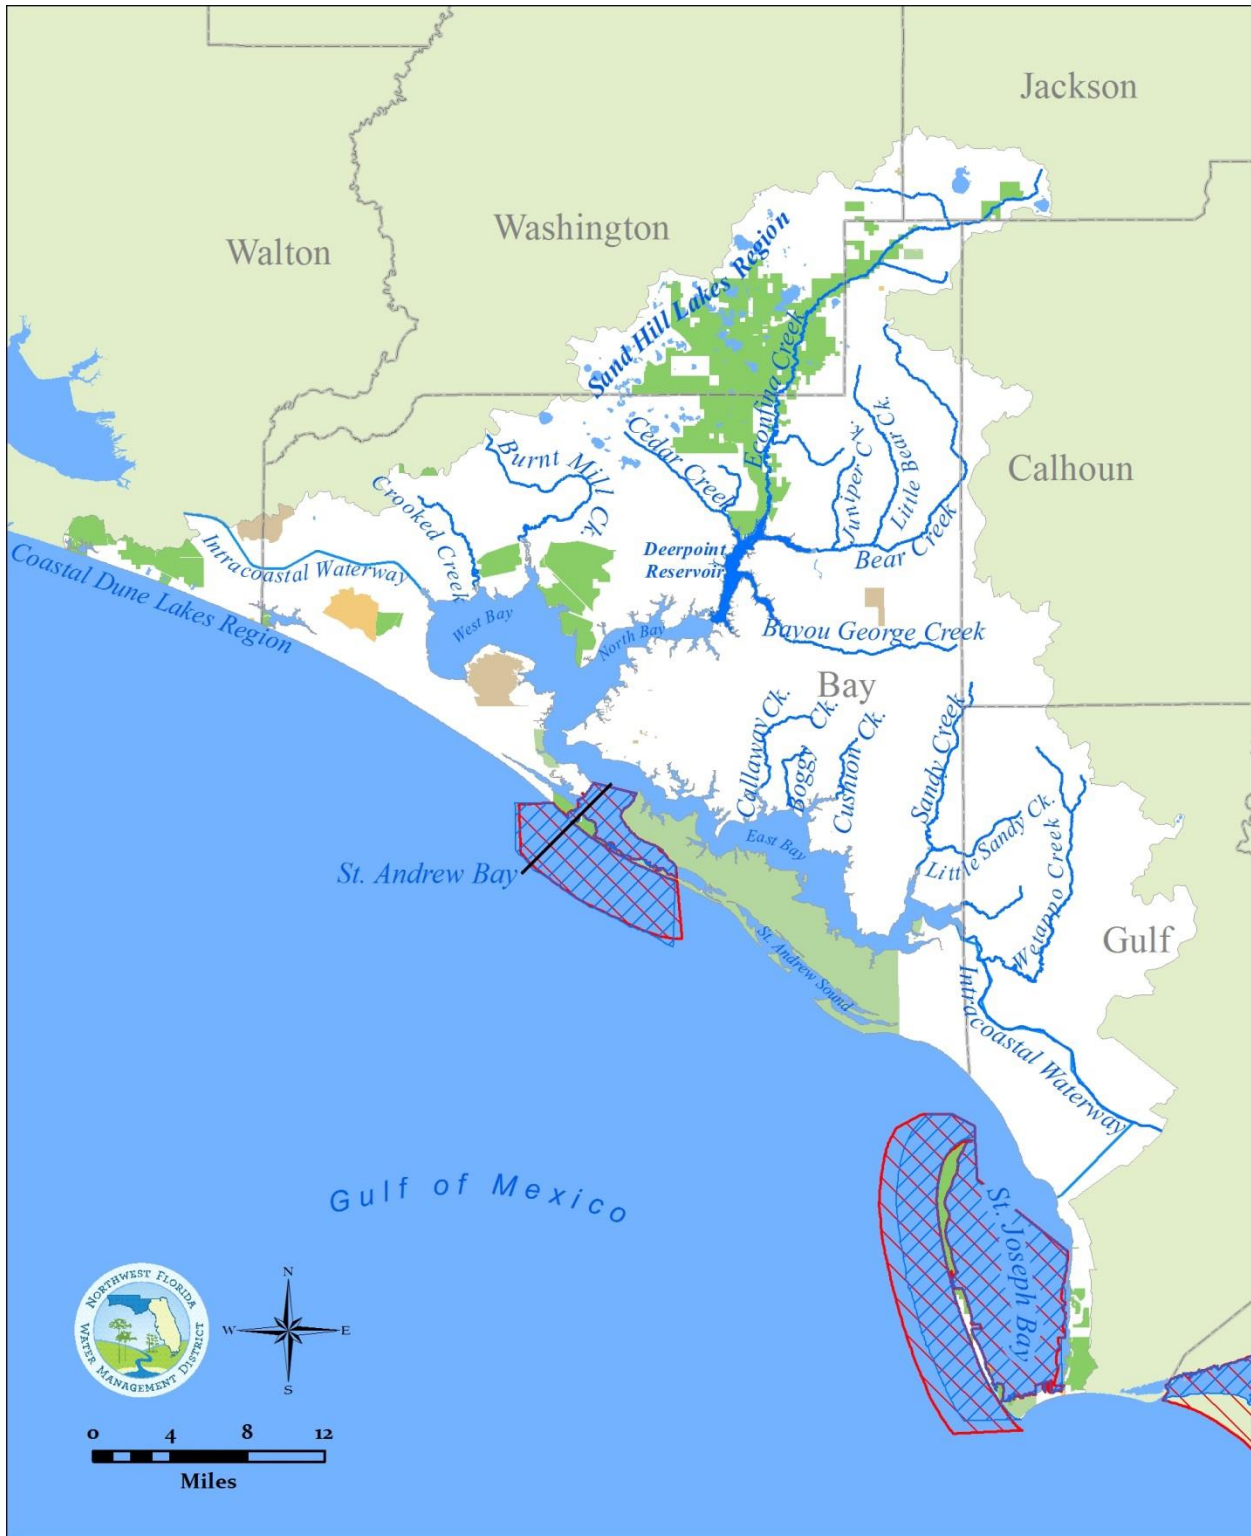 Jackson
Washington
Walton
Sand Hill Lakes Region
Econfina Creek
Calhoun
Cedar Creek
Burnt Mill Ck.
Crooked Creek
Juniper Ck.
Little Bear Ck.
Bear Creek
Intracoastal Waterway
Coastal Dune Lakes Region
Deerpoint
Reservoir
West Bay
North Bay
Bayou George Creek
Bay
Callaway Ck.
Boggy Ck.
Cushion Ck.
Sandy Creek
Little Sandy Ck.
Wetappo Creek
East Bay
St. Andrew Bay
St. Andrew Sound
Gulf
Intracoastal Waterway
Gulf of Mexico
St. Joseph Bay
NORTHWEST FLORIDA
WATER MANAGEMENT DISTRICT
N
W E
S
0 4 8 12
Miles